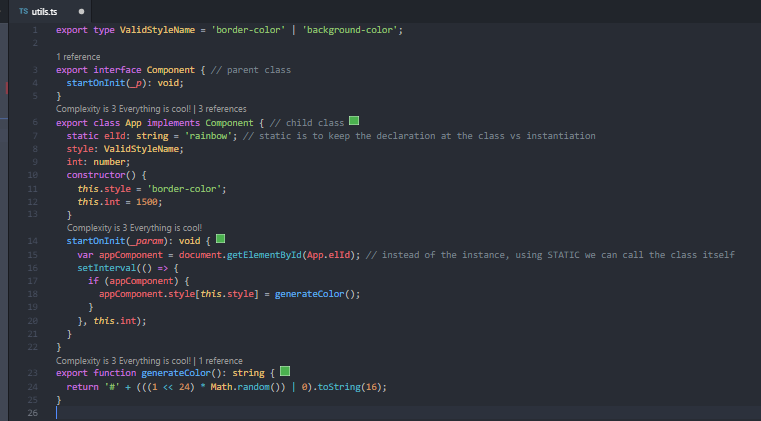 TS utils.ts
1 export type ValidStyleName = 'border-color' | 'background-color';
2
1 reference
3 export interface Component { // parent class
4 startOnInit(_p): void;
5 }
Complexity is 3 Everything is cool! | 3 references
6 export class App implements Component { // child class
7 static elId: string = 'rainbow'; // static is to keep the declaration at the class vs instantiation
8 style: ValidStyleName;
9 int: number;
10 constructor() {
11 this.style = 'border-color';
12 this.int = 1500;
13 }
Complexity is 3 Everything is cool!
14 startOnInit(_param): void {
15 var appComponent = document.getElementById(App.elId); // instead of the instance, using STATIC we can call the class itself
16 setInterval(() => {
17 if (appComponent) {
18 appComponent.style[this.style] = generateColor();
19 }
20 }, this.int);
21 }
22 }
Complexity is 3 Everything is cool! | 1 reference
23 export function generateColor(): string {
24 return '#' + (((1 << 24) * Math.random()) | 0).toString(16);
25 }
26